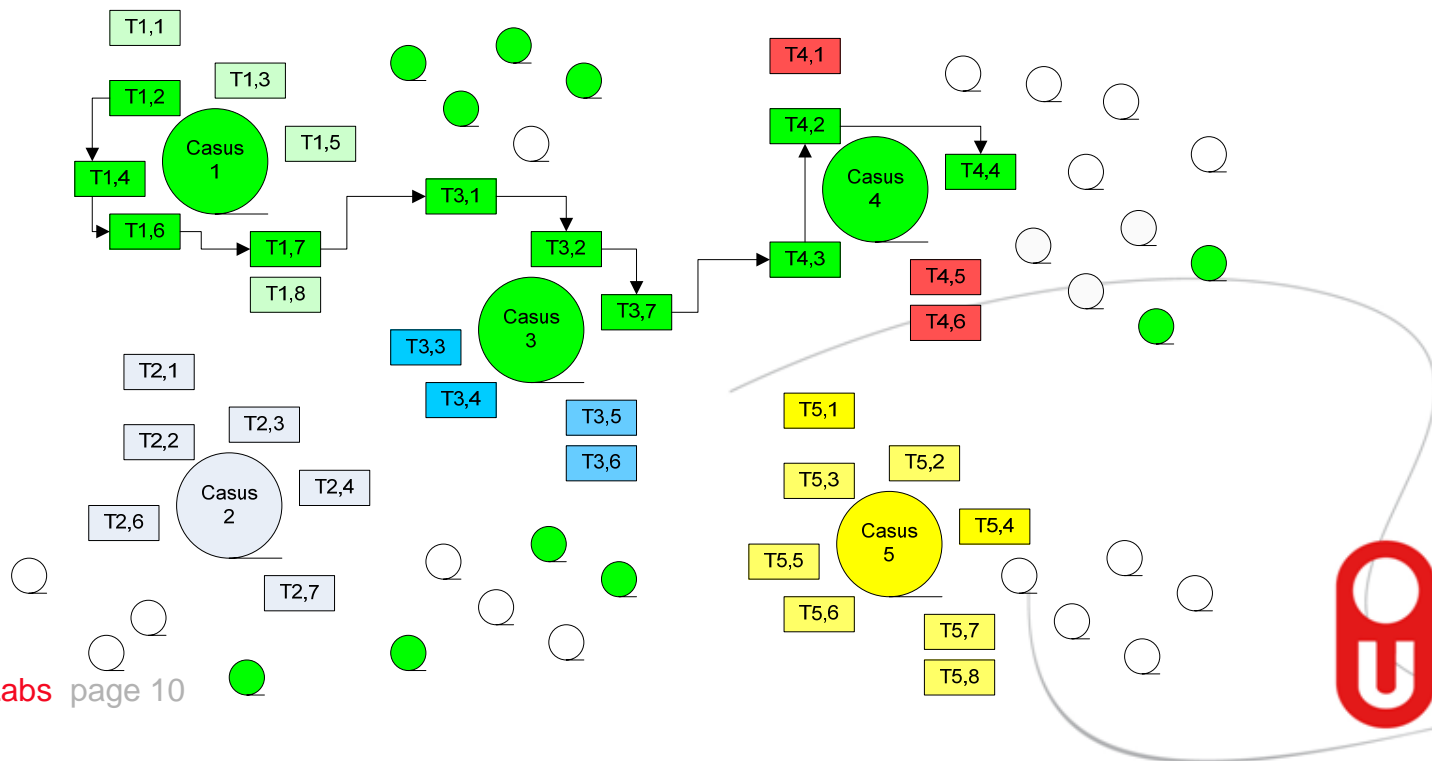 T1,1
T1,3
T1,2
T1,5
Casus
1
T1,4
T1,6
T1,7
T1,8
T3,1
T3,2
T3,7
Casus
3
T3,3
T3,4
T3,5
T3,6
T4,1
T4,2
T4,4
Casus
4
T4,3
T4,5
T4,6
T2,1
T2,3
T2,2
T2,4
Casus
2
T2,6
T2,7
T5,1
T5,2
T5,3
T5,4
Casus
5
T5,5
T5,6
T5,7
T5,8
abs page 10
U